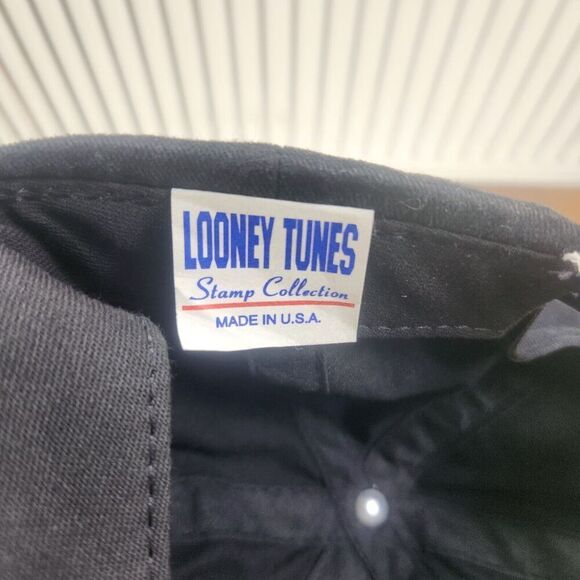 LOONEY TUNES
Stamp Collection
MADE IN U.S.A.